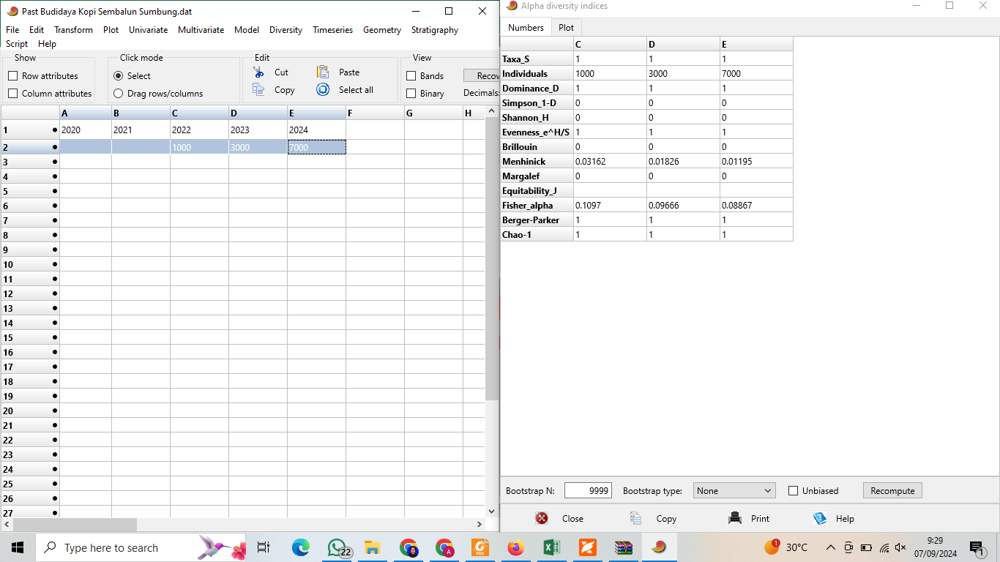 Past Budidaya Kopi Sembalun Sumbung.dat
File Edit Transform Plot Univariate Multivariate Model Diversity Timeseries Geometry Stratigraphy
Script Help
Show Click mode Edit View
Row attributes Select Cut Paste Bands Recov
Column attributes Drag rows/columns Copy Select all Binary Decimals:
A B C D E F G H
1 2020 2021 2022 2023 2024
2 1000 3000 7000
3
4
5
6
7
8
9
10
11
12
13
14
15
16
17
18
19
20
21
22
23
24
25
26
27
Alpha diversity indices
Numbers Plot
C D E
Taxa_S 1 1 1
Individuals 1000 3000 7000
Dominance_D 1 1 1
Simpson_1-D 0 0 0
Shannon_H 0 0 0
Evenness_e^H/S 1 1 1
Brillouin 0 0 0
Menhinick 0.03162 0.01826 0.01195
Margalef 0 0 0
Equitability_J
Fisher_alpha 0.1097 0.09666 0.08867
Berger-Parker 1 1 1
Chao-1 1 1 1
Bootstrap N: 9999 Bootstrap type: None Unbiased Recompute
Close Copy Print Help
Type here to search 22 A PDF 1 30°C 9:29
07/09/2024 1